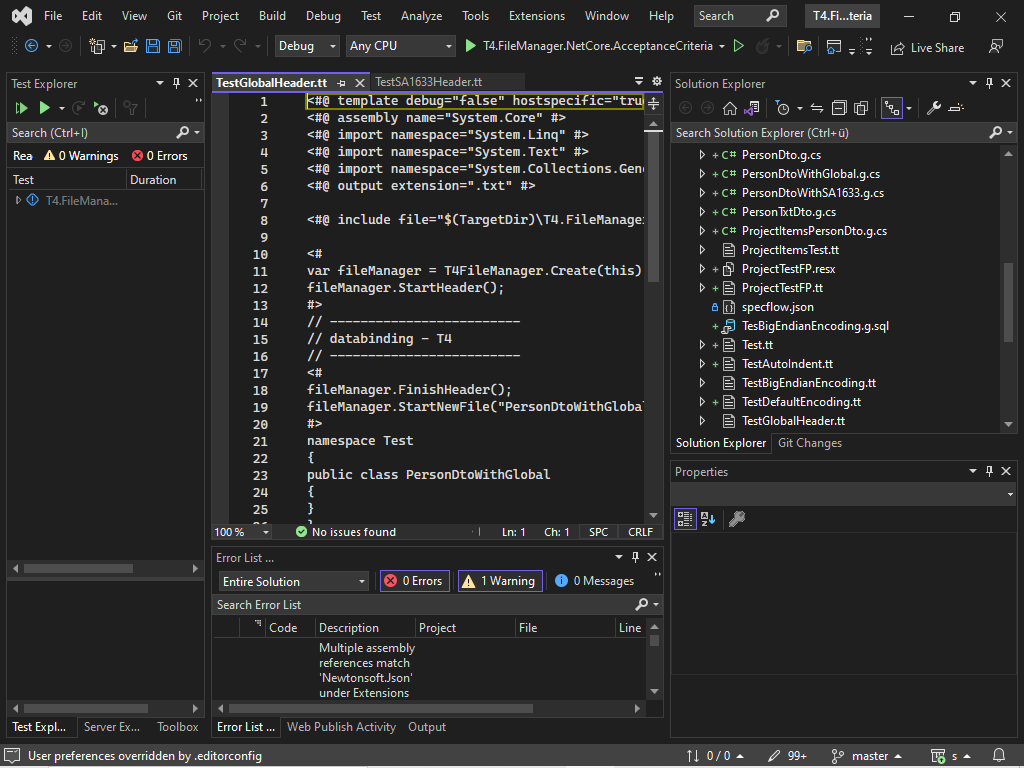 File Edit View Git Project Build Debug Test Analyze Tools Extensions Window Help Search T4.Fi...teria
Debug Any CPU T4.FileManager.NetCore.AcceptanceCriteria Live Share
Test Explorer
Search (Ctrl+I)
Rea 0 Warnings 0 Errors
Test Duration
T4.FileMana...
Test Expl... Server Ex... Toolbox
TestGlobalHeader.tt TestSA1633Header.tt
1 <#@ template debug="false" hostspecific="tru
2 <#@ assembly name="System.Core" #>
3 <#@ import namespace="System.Linq" #>
4 <#@ import namespace="System.Text" #>
5 <#@ import namespace="System.Collections.Gene
6 <#@ output extension=".txt" #>
7
8 <#@ include file="$(TargetDir)\T4.FileManage
9
10 <#
11 var fileManager = T4FileManager.Create(this)
12 fileManager.StartHeader();
13 #>
14 // -------------------------
15 // databinding - T4
16 // -------------------------
17 <#
18 fileManager.FinishHeader();
19 fileManager.StartNewFile("PersonDtoWithGloba
20 #>
21 namespace Test
22 {
23 public class PersonDtoWithGlobal
24 {
25 }
100 % No issues found Ln: 1 Ch: 1 SPC CRLF
Error List ...
Entire Solution 0 Errors 1 Warning 0 Messages
Search Error List
Code Description Project File Line
Multiple assembly
references match
'Newtonsoft.Json'
under Extensions
Error List ... Web Publish Activity Output
Solution Explorer
Search Solution Explorer (Ctrl+ü)
C# PersonDto.g.cs
C# PersonDtoWithGlobal.g.cs
C# PersonDtoWithSA1633.g.cs
C# PersonTxtDto.g.cs
C# ProjectItemsPersonDto.g.cs
ProjectItemsTest.tt
ProjectTestFP.resx
ProjectTestFP.tt
specflow.json
TesBigEndianEncoding.g.sql
Test.tt
TestAutoIndent.tt
TestBigEndianEncoding.tt
TestDefaultEncoding.tt
TestGlobalHeader.tt
Solution Explorer Git Changes
Properties
User preferences overridden by .editorconfig 0 / 0 99+ master s